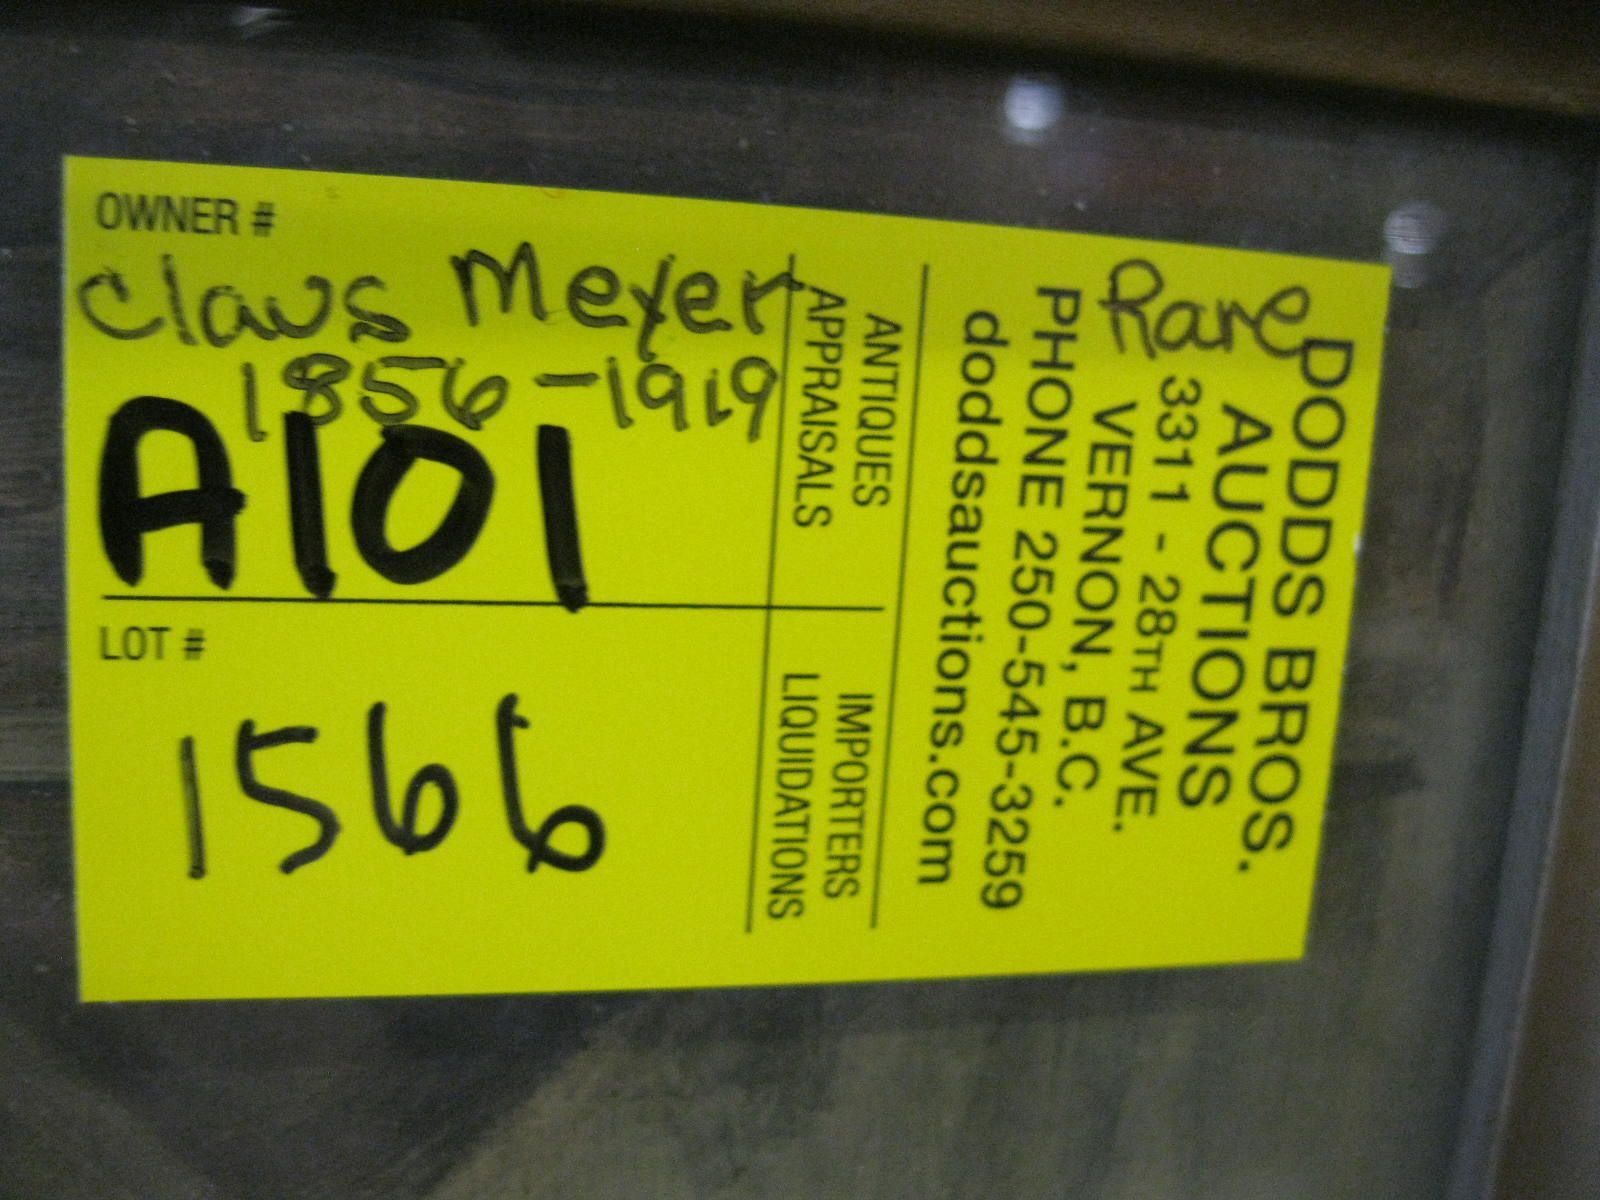 OWNER #
Claus Meyer
1856-1919
A101
LOT #
1566
Rare
DODDS BROS.
AUCTIONS
3311 - 28TH AVE.
VERNON, B.C.
PHONE 250-545-3259
doddsauctions.com
ANTIQUES
APPRAISALS
IMPORTERS
LIQUIDATIONS